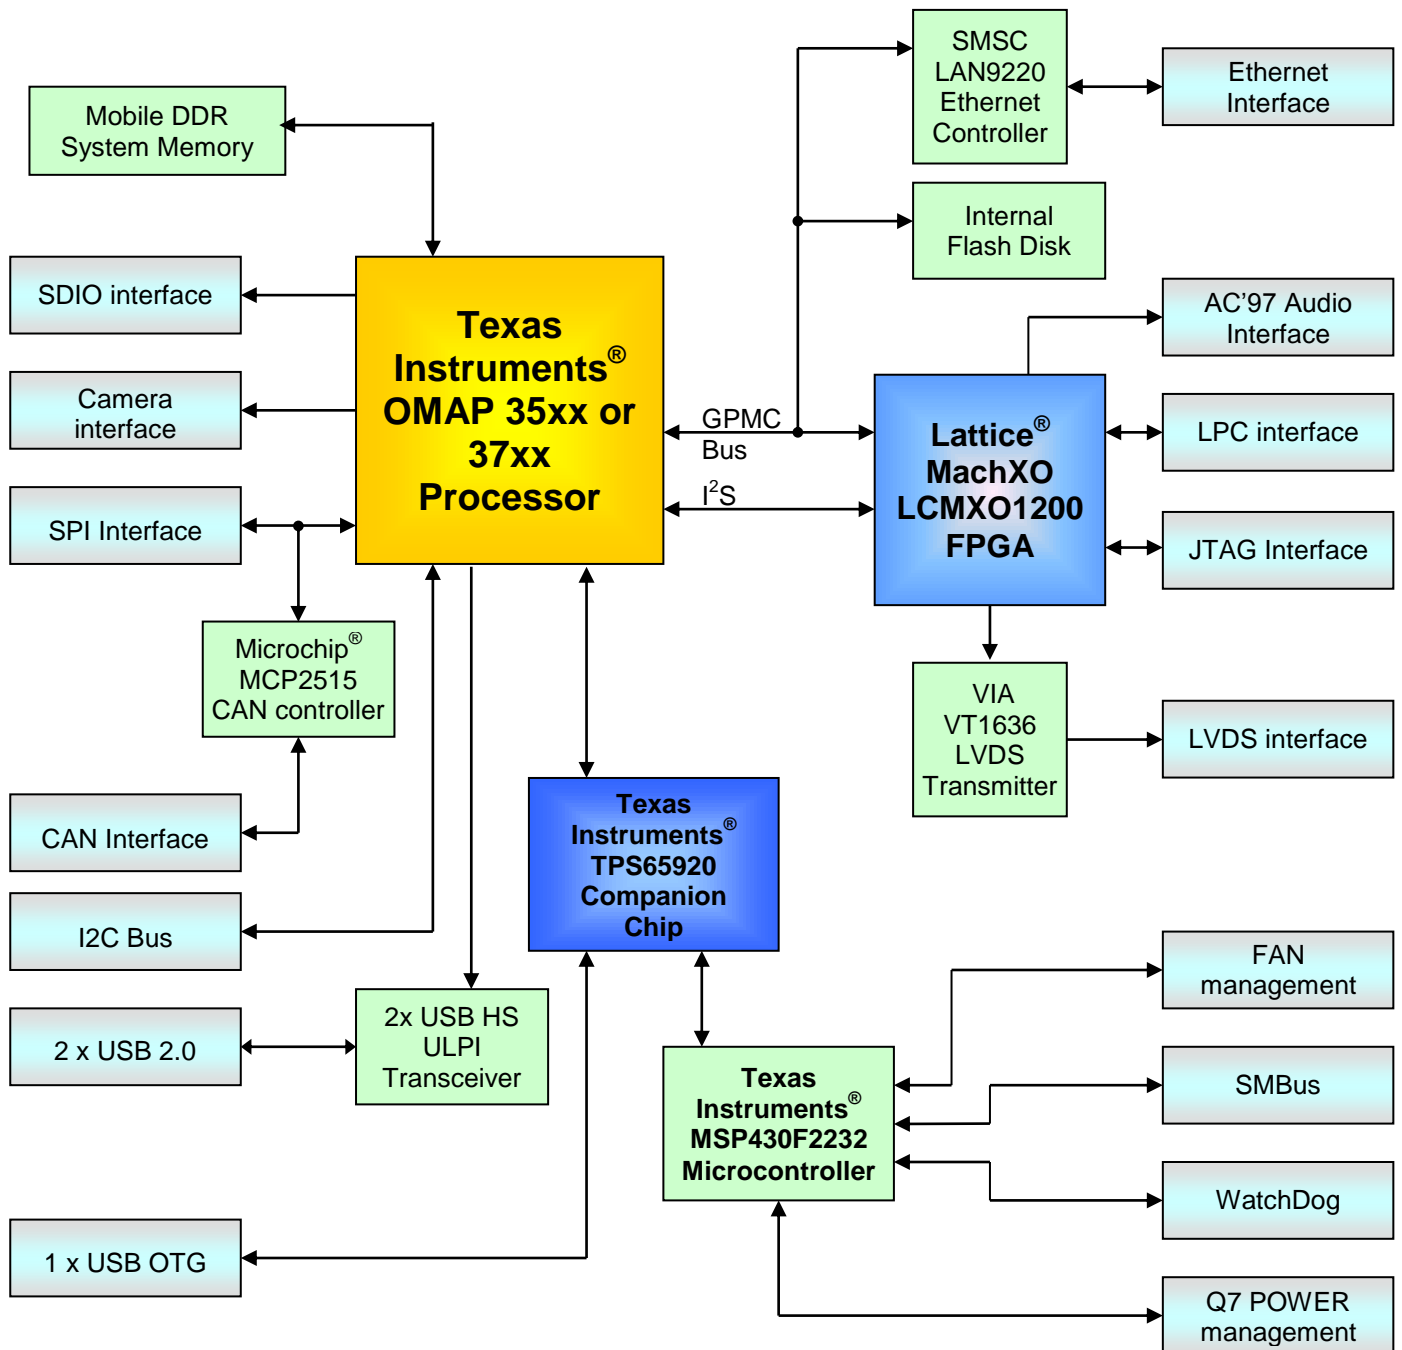 SMSC
LAN9220
Ethernet
Controller
Ethernet
Interface
Mobile DDR
System Memory
Internal
Flash Disk
SDIO interface
AC’97 Audio
Interface
Texas
Instruments®
OMAP 35xx or
37xx
Processor
Camera
interface
GPMC
Bus
I²S
Lattice®
MachXO
LCMXO1200
FPGA
LPC interface
SPI Interface
JTAG Interface
Microchip®
MCP2515
CAN controller
VIA
VT1636
LVDS
Transmitter
LVDS interface
Texas
Instruments®
TPS65920
Companion
Chip
CAN Interface
I2C Bus
FAN
management
2x USB HS
ULPI
Transceiver
2 x USB 2.0
Texas
Instruments®
MSP430F2232
Microcontroller
SMBus
WatchDog
1 x USB OTG
Q7 POWER
management